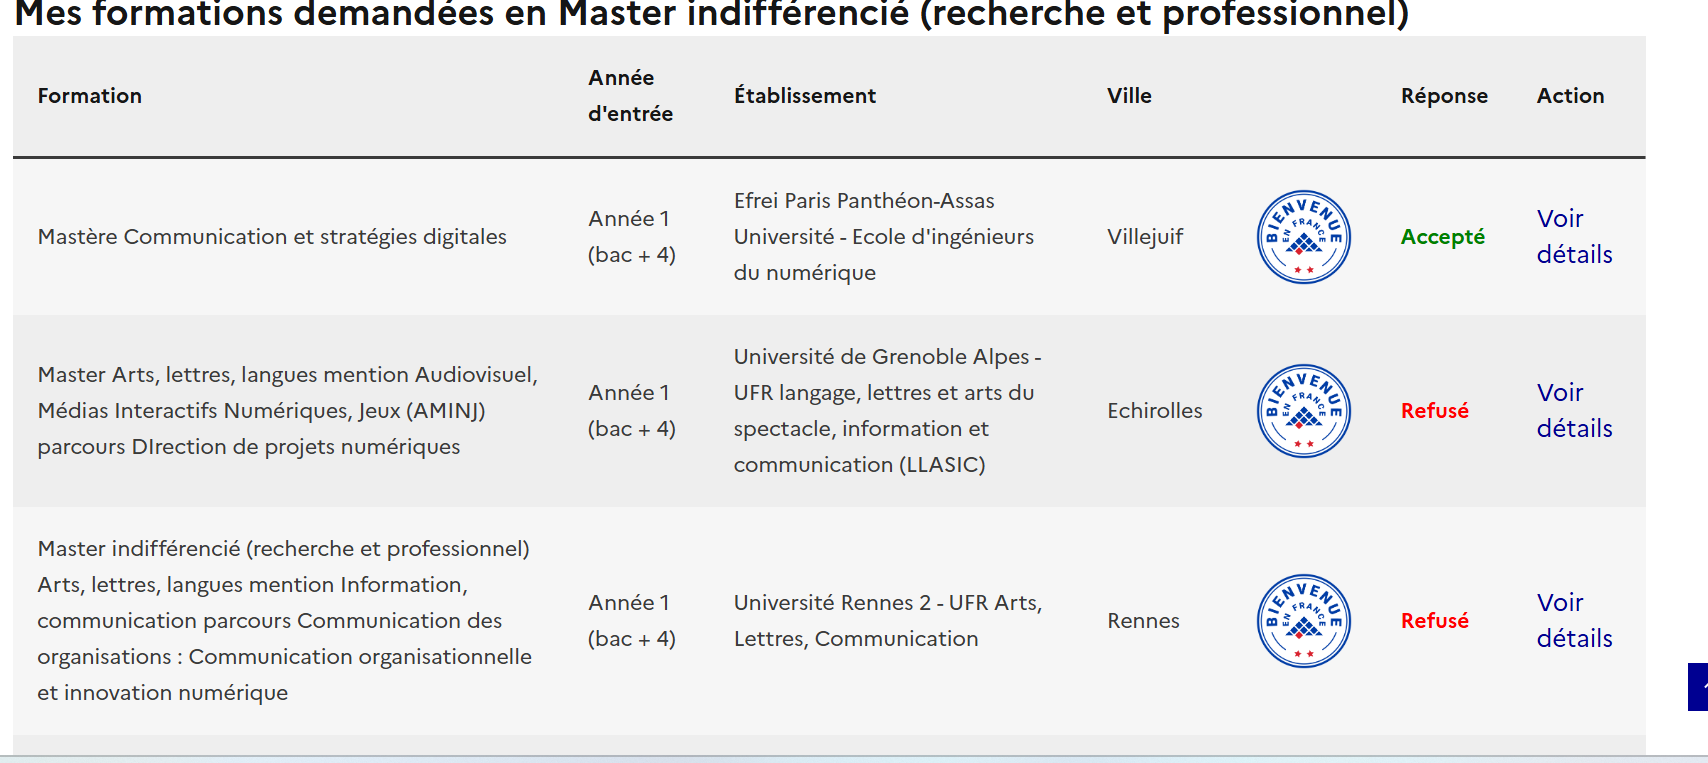 Mes formations demandées en Master indifférencié (recherche et professionnel)
Formation
Année
d'entrée
Établissement
Ville
Réponse
Action
Mastère Communication et stratégies digitales
Année 1
(bac + 4)
Efrei Paris Panthéon-Assas
Université - Ecole d'ingénieurs
du numérique
Villejuif
BIENVENUE
EN FRANCE
Accepté
Voir
détails
Master Arts, lettres, langues mention Audiovisuel,
Médias Interactifs Numériques, Jeux (AMINJ)
parcours DIrection de projets numériques
Année 1
(bac + 4)
Université de Grenoble Alpes -
UFR langage, lettres et arts du
spectacle, information et
communication (LLASIC)
Echirolles
BIENVENUE
EN FRANCE
Refusé
Voir
détails
Master indifférencié (recherche et professionnel)
Arts, lettres, langues mention Information,
communication parcours Communication des
organisations : Communication organisationnelle
et innovation numérique
Année 1
(bac + 4)
Université Rennes 2 - UFR Arts,
Lettres, Communication
Rennes
BIENVENUE
EN FRANCE
Refusé
Voir
détails